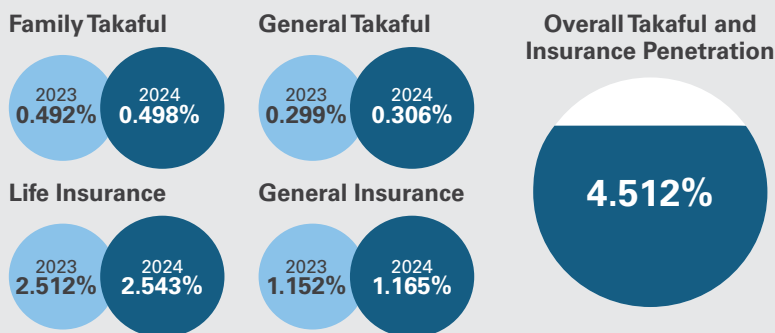 Family Takaful
2023
0.492%
2024
0.498%
General Takaful
2023
0.299%
2024
0.306%
Overall Takaful and
Insurance Penetration
4.512%
Life Insurance
2023
2.512%
2024
2.543%
General Insurance
2023
1.152%
2024
1.165%